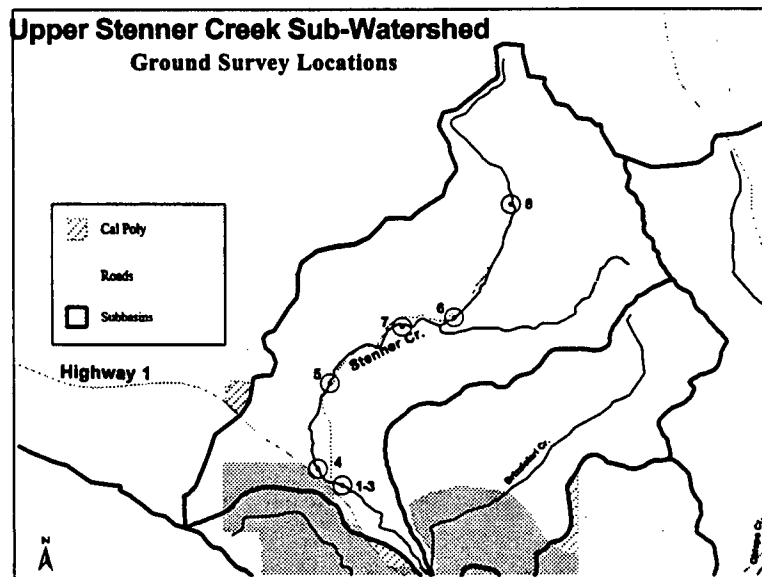 Upper Stenner Creek Sub-Watershed
Ground Survey Locations
Cal Poly
Roads
Subbasins
8
6
7
Stenner Cr.
Highway 1
5
4
1-3
N